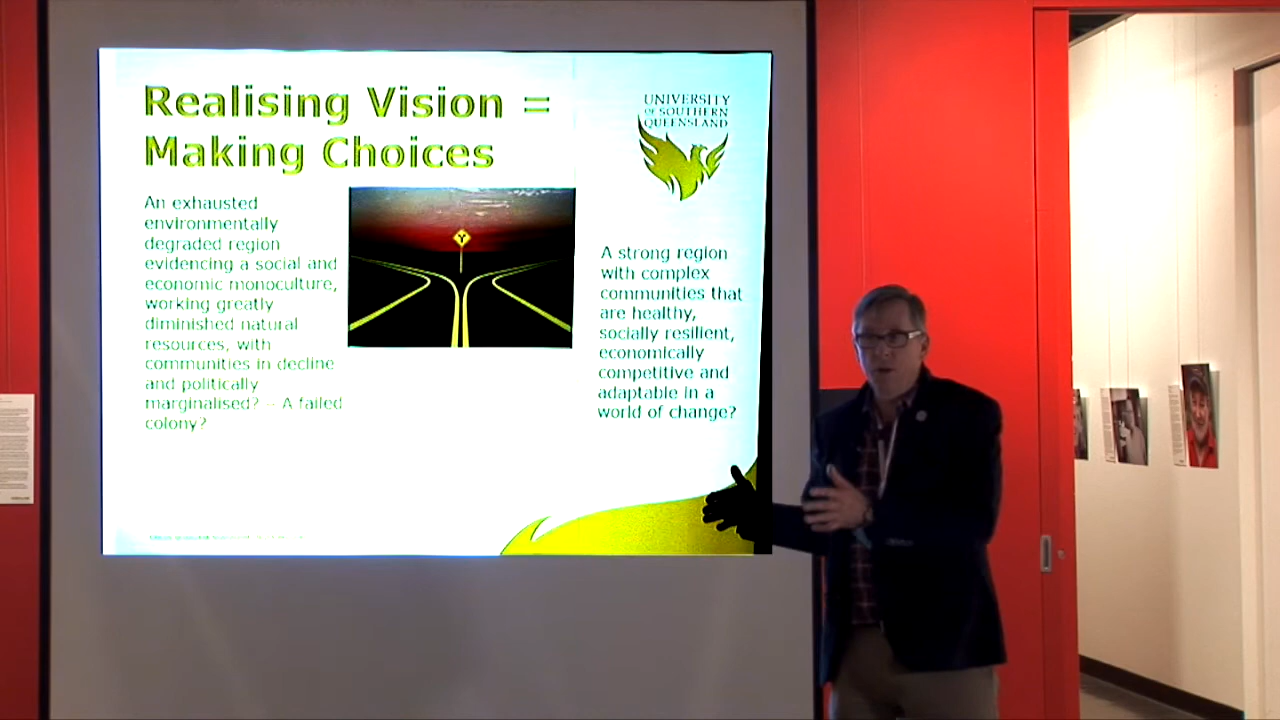 Realising Vision =
Making Choices
UNIVERSITY
OF SOUTHERN
QUEENSLAND
An exhausted
environmentally
degraded region
evidencing a social and
economic monoculture,
working greatly
diminished natural
resources, with
communities in decline
and politically
marginalised? – A failed
colony?
A strong region
with complex
communities that
are healthy,
socially resilient,
economically
competitive and
adaptable in a
world of change?